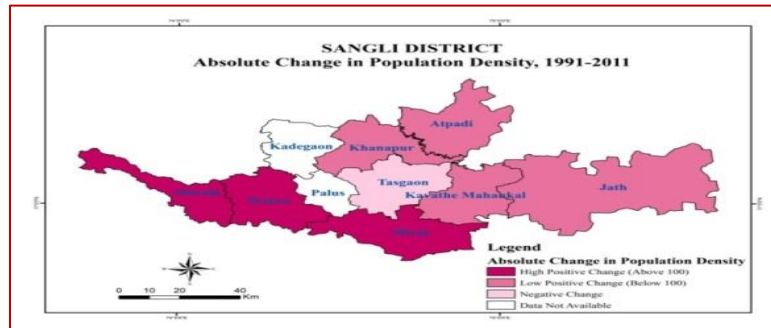 SANGLI DISTRICT
Absolute Change in Population Density, 1991-2011
Atpadi
Kadegaon
Khanapur
Palus
Tasgaon
Kavathe Mahankal
Jath
Miraj
Legend
Absolute Change in Population Density
High Positive Change (Above 100)
Low Positive Change (Below 100)
Negative Change
Data Not Available
0 10 20 40
Km